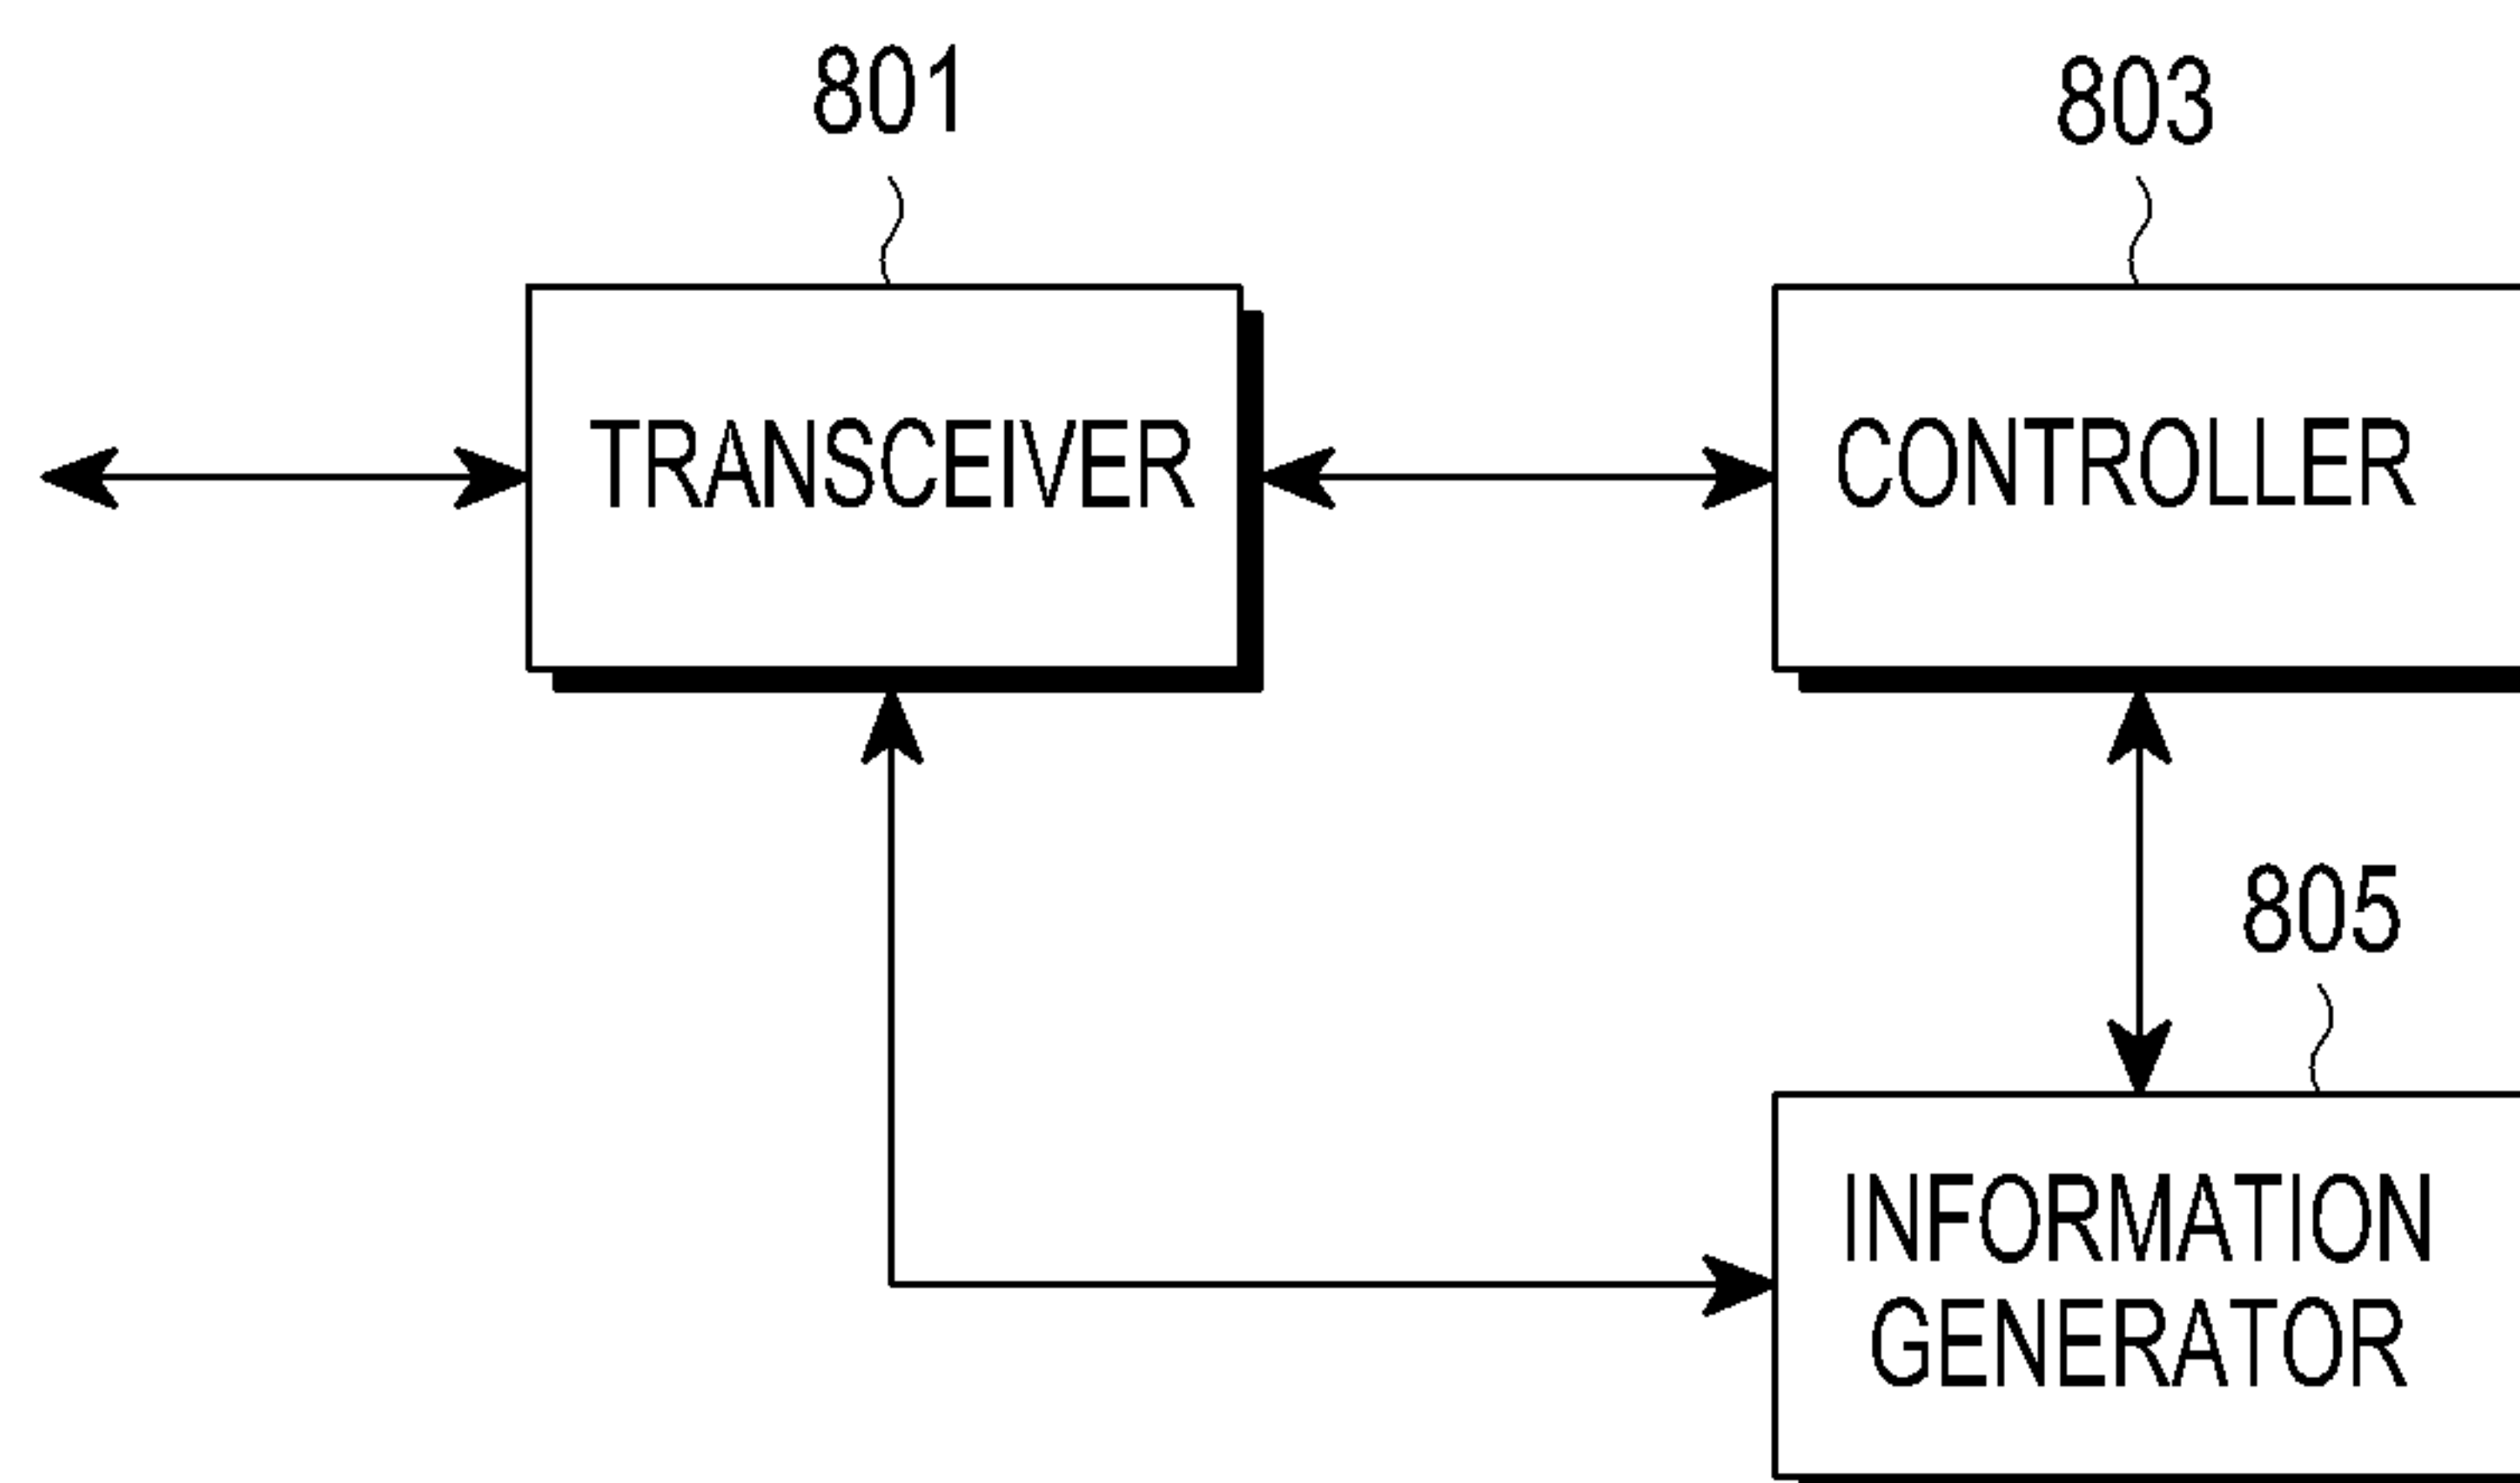 801
803
TRANSCEIVER
CONTROLLER
805
INFORMATION
GENERATOR